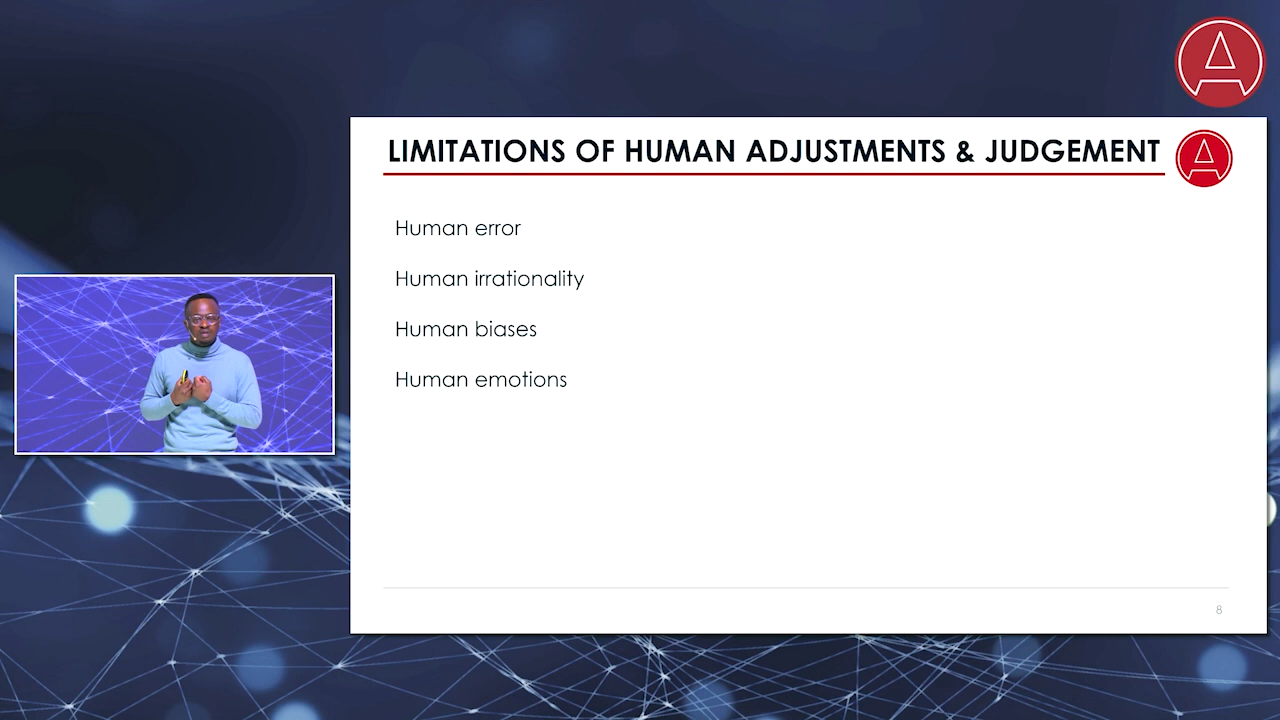 LIMITATIONS OF HUMAN ADJUSTMENTS & JUDGEMENT
Human error
Human irrationality
Human biases
Human emotions
8